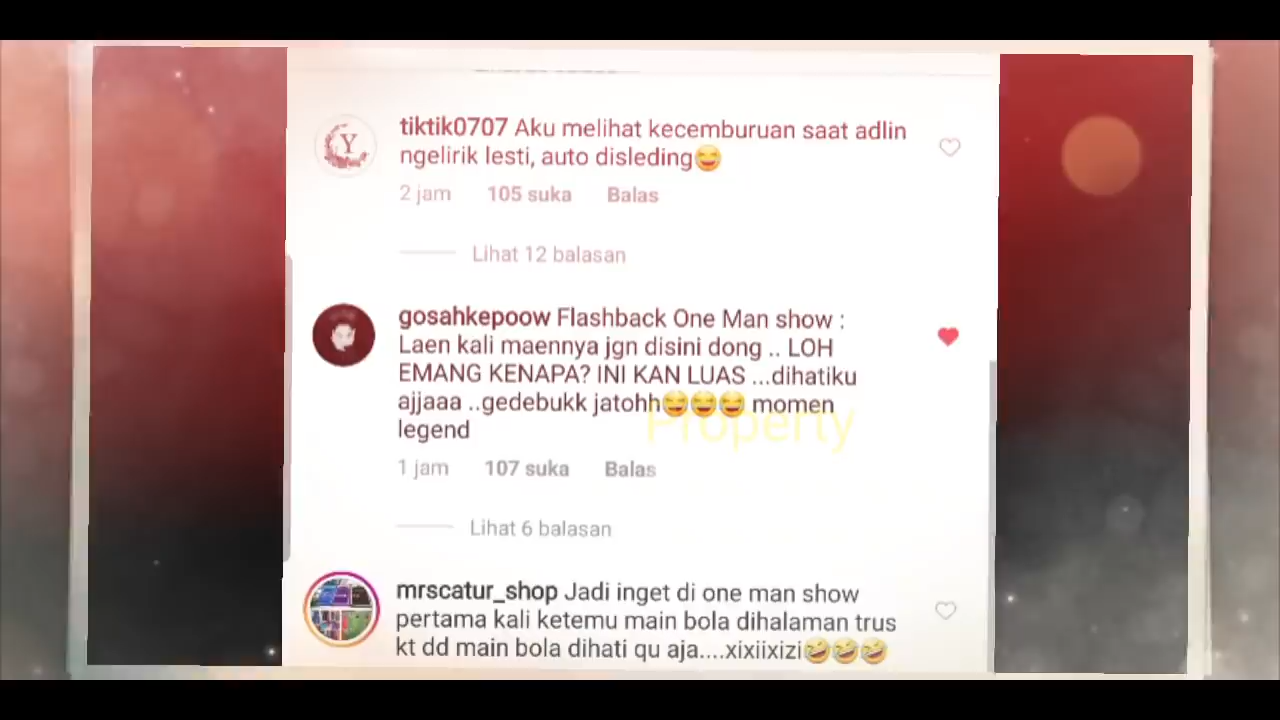 Y
tiktik0707 Aku melihat kecemburuan saat adlin
ngelirik lesti, auto disleding😆
2 jam 105 suka Balas
Lihat 12 balasan
gosahkepoow Flashback One Man show :
Laen kali maennya jgn disini dong .. LOH
EMANG KENAPA? INI KAN LUAS ...dihatiku
ajjaaa ..gedebukk jatohh😆😆😆 momen
legend
Property
1 jam 107 suka Balas
Lihat 6 balasan
mrscatur_shop Jadi inget di one man show
pertama kali ketemu main bola dihalaman trus
kt dd main bola dihati qu aja....xixiixizi🤣🤣🤣